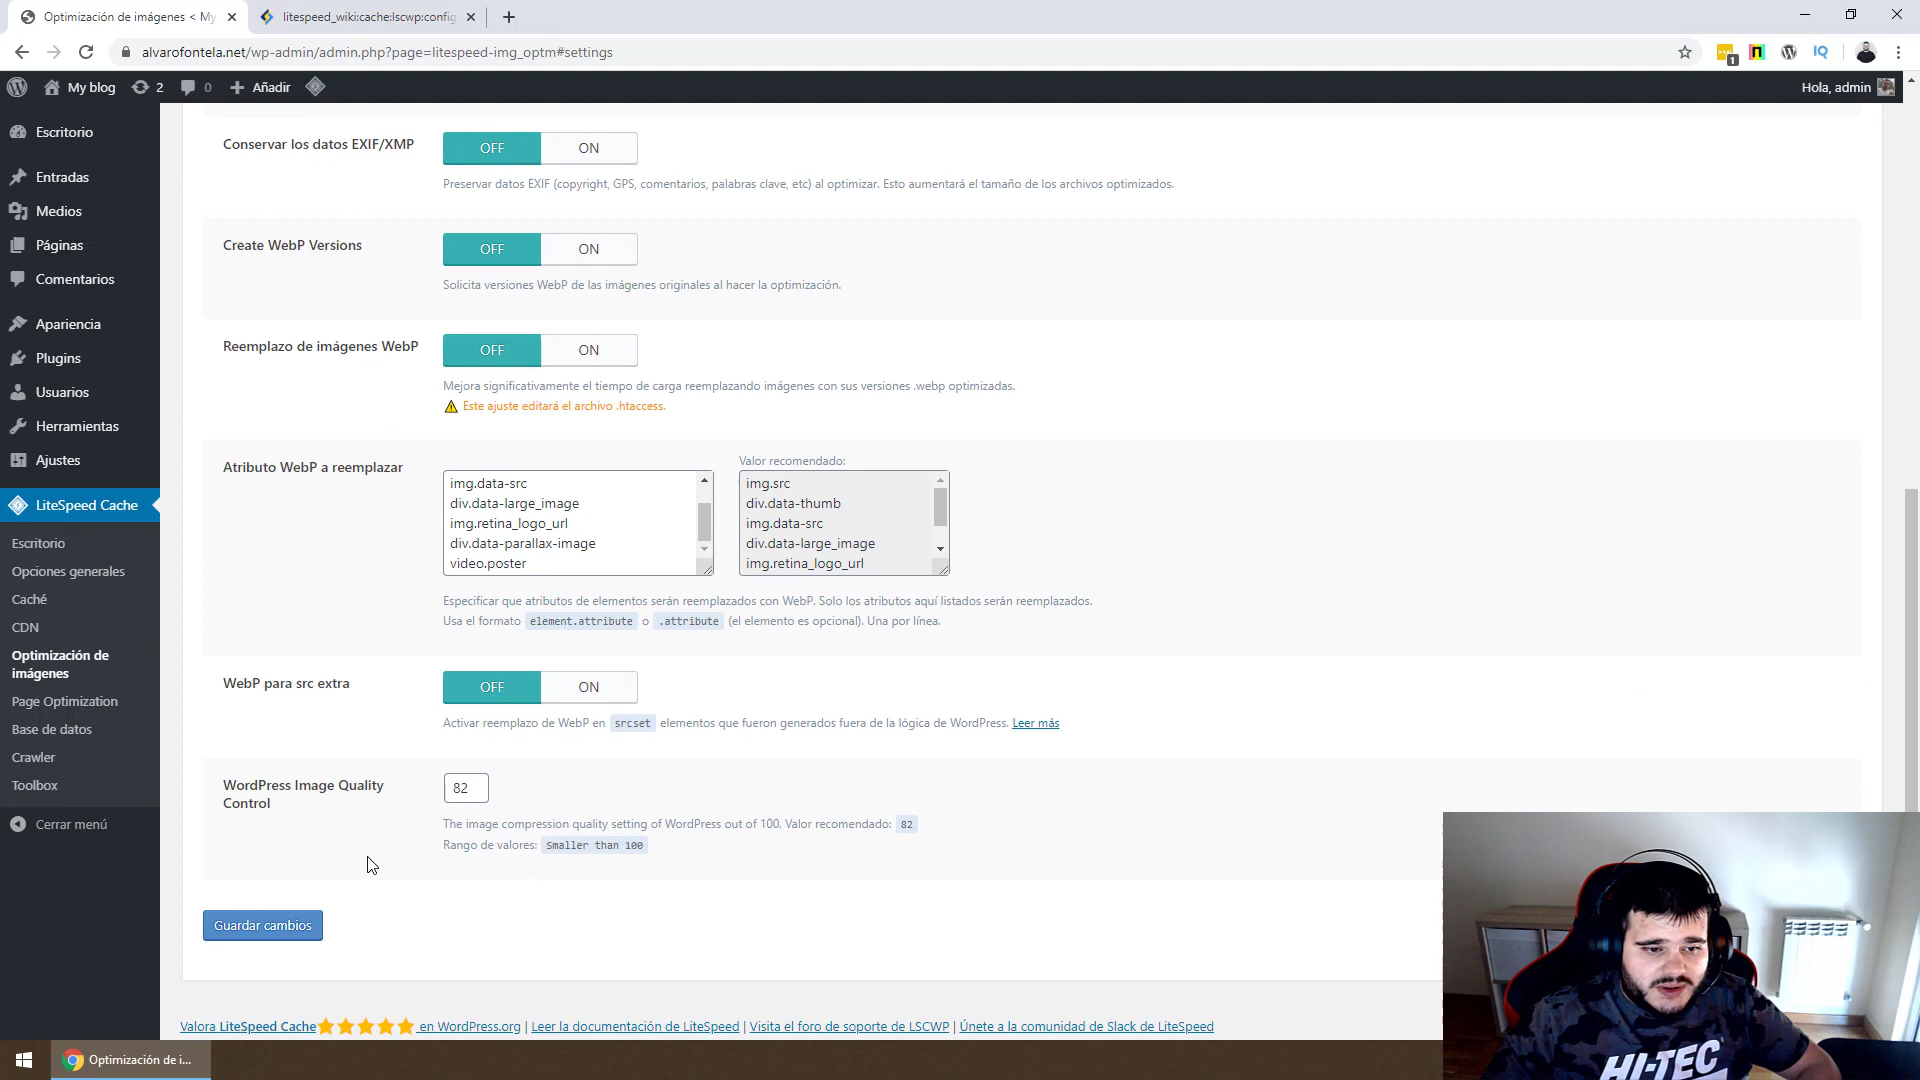 Optimización de imágenes < My
litespeed_wiki:cache:lscwp:config
alvarofontela.net/wp-admin/admin.php?page=litespeed-img_optm#settings
1
IQ
My blog
2
0
Añadir
Hola, admin
Escritorio
Entradas
Medios
Páginas
Comentarios
Apariencia
Plugins
Usuarios
Herramientas
Ajustes
LiteSpeed Cache
Escritorio
Opciones generales
Caché
CDN
Optimización de
imágenes
Page Optimization
Base de datos
Crawler
Toolbox
Cerrar menú
Conservar los datos EXIF/XMP
OFF
ON
Preservar datos EXIF (copyright, GPS, comentarios, palabras clave, etc) al optimizar. Esto aumentará el tamaño de los archivos optimizados.
Create WebP Versions
OFF
ON
Solicita versiones WebP de las imágenes originales al hacer la optimización.
Reemplazo de imágenes WebP
OFF
ON
Mejora significativamente el tiempo de carga reemplazando imágenes con sus versiones .webp optimizadas.
Este ajuste editará el archivo .htaccess.
Atributo WebP a reemplazar
img.data-src
div.data-large_image
img.retina_logo_url
div.data-parallax-image
video.poster
Valor recomendado:
img.src
div.data-thumb
img.data-src
div.data-large_image
img.retina_logo_url
Especificar que atributos de elementos serán reemplazados con WebP. Solo los atributos aquí listados serán reemplazados.
Usa el formato element.attribute o .attribute (el elemento es opcional). Una por línea.
WebP para src extra
OFF
ON
Activar reemplazo de WebP en srcset elementos que fueron generados fuera de la lógica de WordPress. Leer más
WordPress Image Quality
Control
82
The image compression quality setting of WordPress out of 100. Valor recomendado: 82
Rango de valores: Smaller than 100
Guardar cambios
Valora LiteSpeed Cache en WordPress.org | Leer la documentación de LiteSpeed | Visita el foro de soporte de LSCWP | Únete a la comunidad de Slack de LiteSpeed
Optimización de i...
HI-TEC